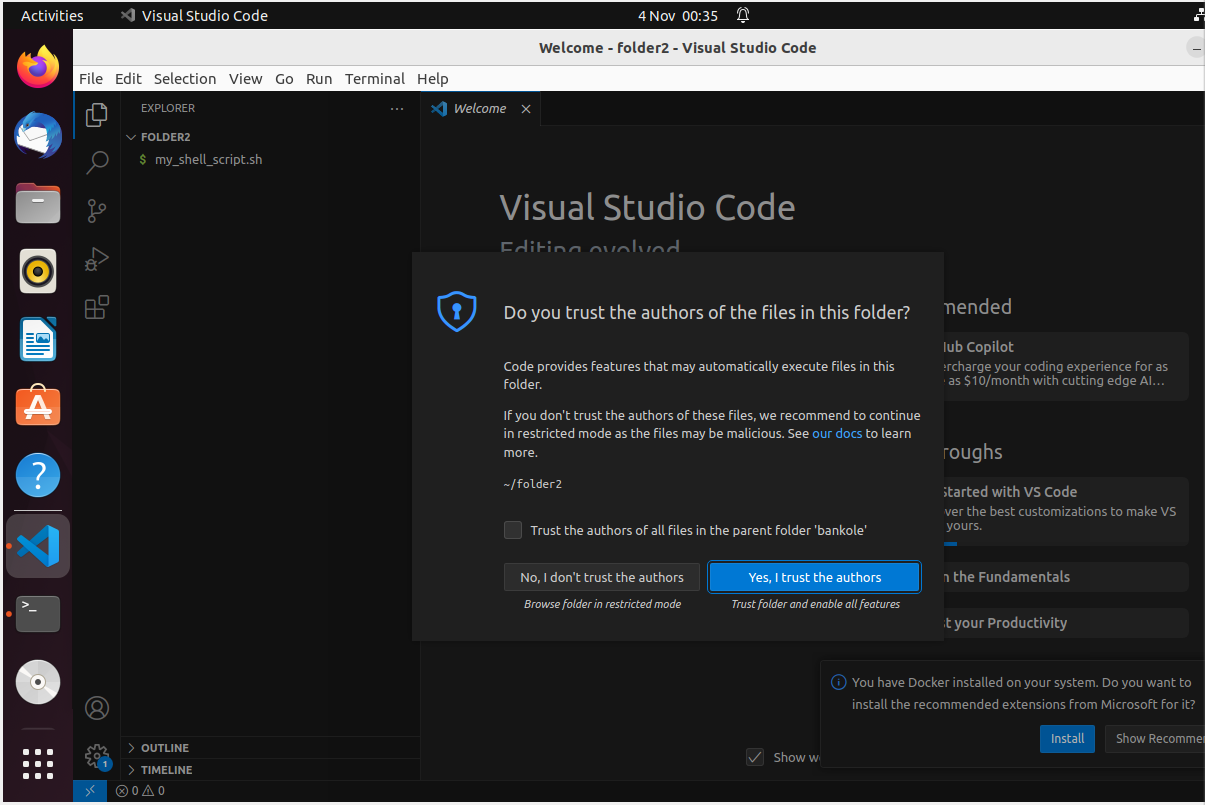 Activities
Visual Studio Code
4 Nov 00:35
Welcome - folder2 - Visual Studio Code
File Edit Selection View Go Run Terminal Help
EXPLORER
FOLDER2
$ my_shell_script.sh
OUTLINE
TIMELINE
1
0 0
Welcome
Visual Studio Code
Editing evolved
Do you trust the authors of the files in this folder?
Code provides features that may automatically execute files in this
folder.
If you don't trust the authors of these files, we recommend to continue
in restricted mode as the files may be malicious. See our docs to learn
more.
~/folder2
Trust the authors of all files in the parent folder 'bankole'
No, I don't trust the authors
Yes, I trust the authors
Browse folder in restricted mode
Trust folder and enable all features
mended
ub Copilot
ercharge your coding experience for as
as $10/month with cutting edge AI...
roughs
Started with VS Code
ver the best customizations to make VS
yours.
n the Fundamentals
t your Productivity
You have Docker installed on your system. Do you want to
install the recommended extensions from Microsoft for it?
Install
Show Recommen
Show we